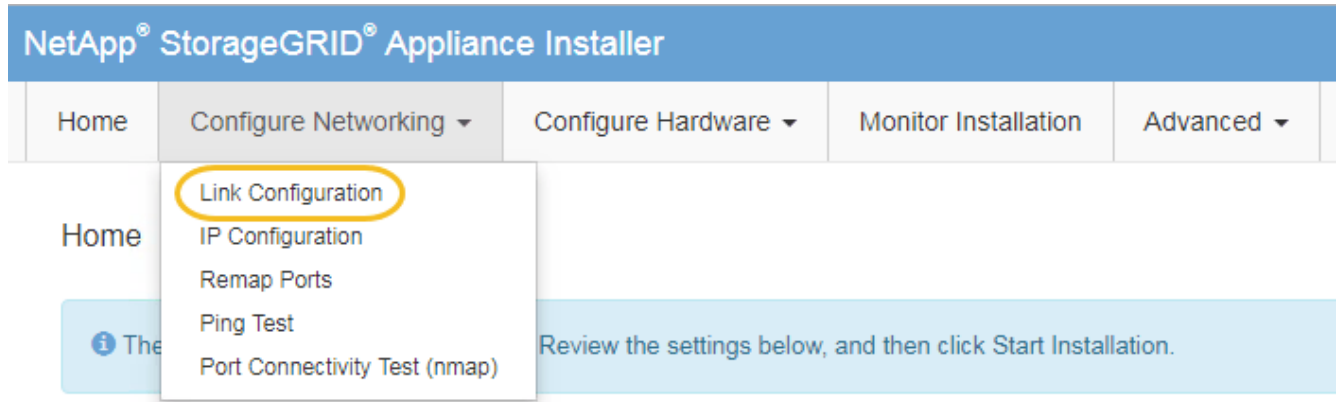 NetApp® StorageGRID® Appliance Installer
Home Configure Networking Configure Hardware Monitor Installation Advanced
Link Configuration
Home
IP Configuration
Remap Ports
Ping Test
The Review the settings below, and then click Start Installation.
Port Connectivity Test (nmap)